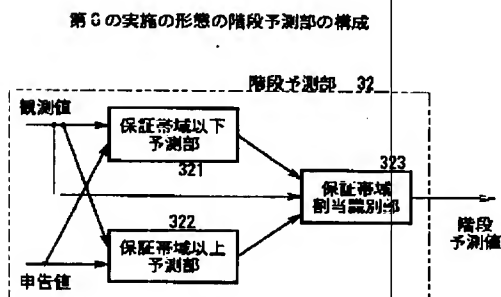 第6の実施の形態の階段予測部の構成
階段予測部 32
観測値
保証帯域以下
予測部
321
323
保証帯域
割当識別部
322
保証帯域以上
予測部
申告値
階段
予測値